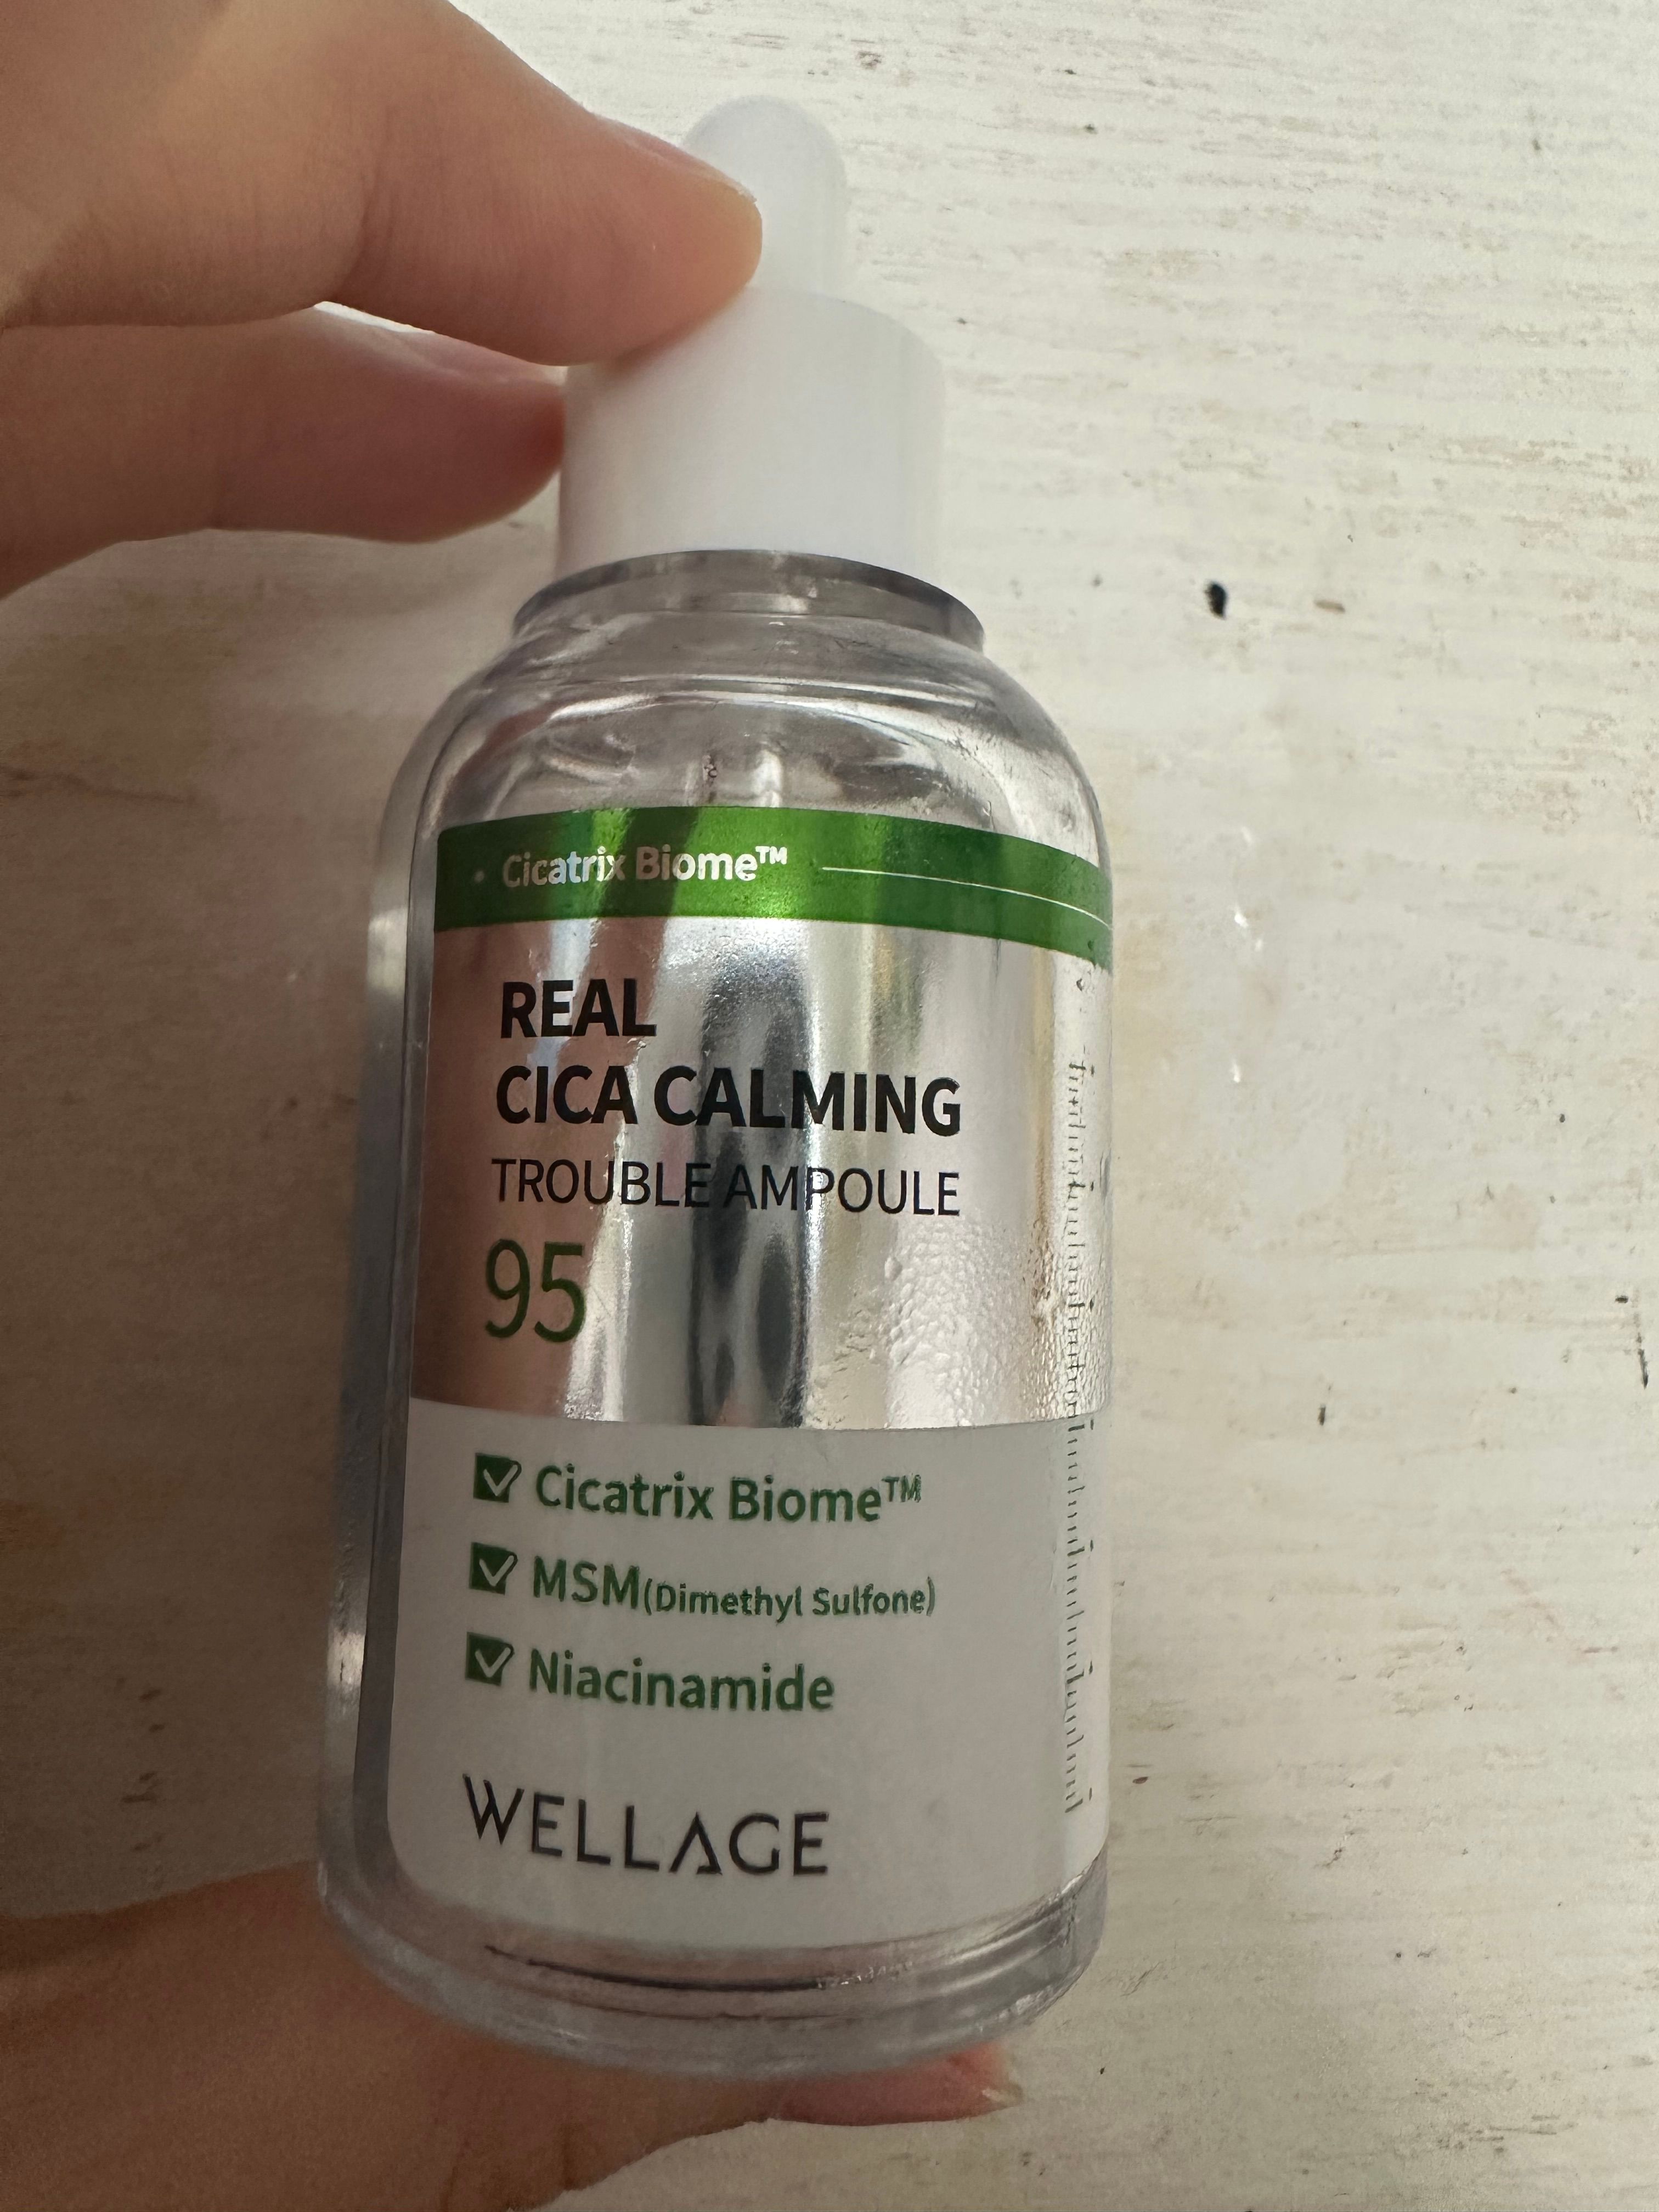 Cicatrix Biome™
REAL
CICA CALMING
TROUBLE AMPOULE
95
Cicatrix Biome™
MSM(Dimethyl Sulfone)
Niacinamide
WELLAGE